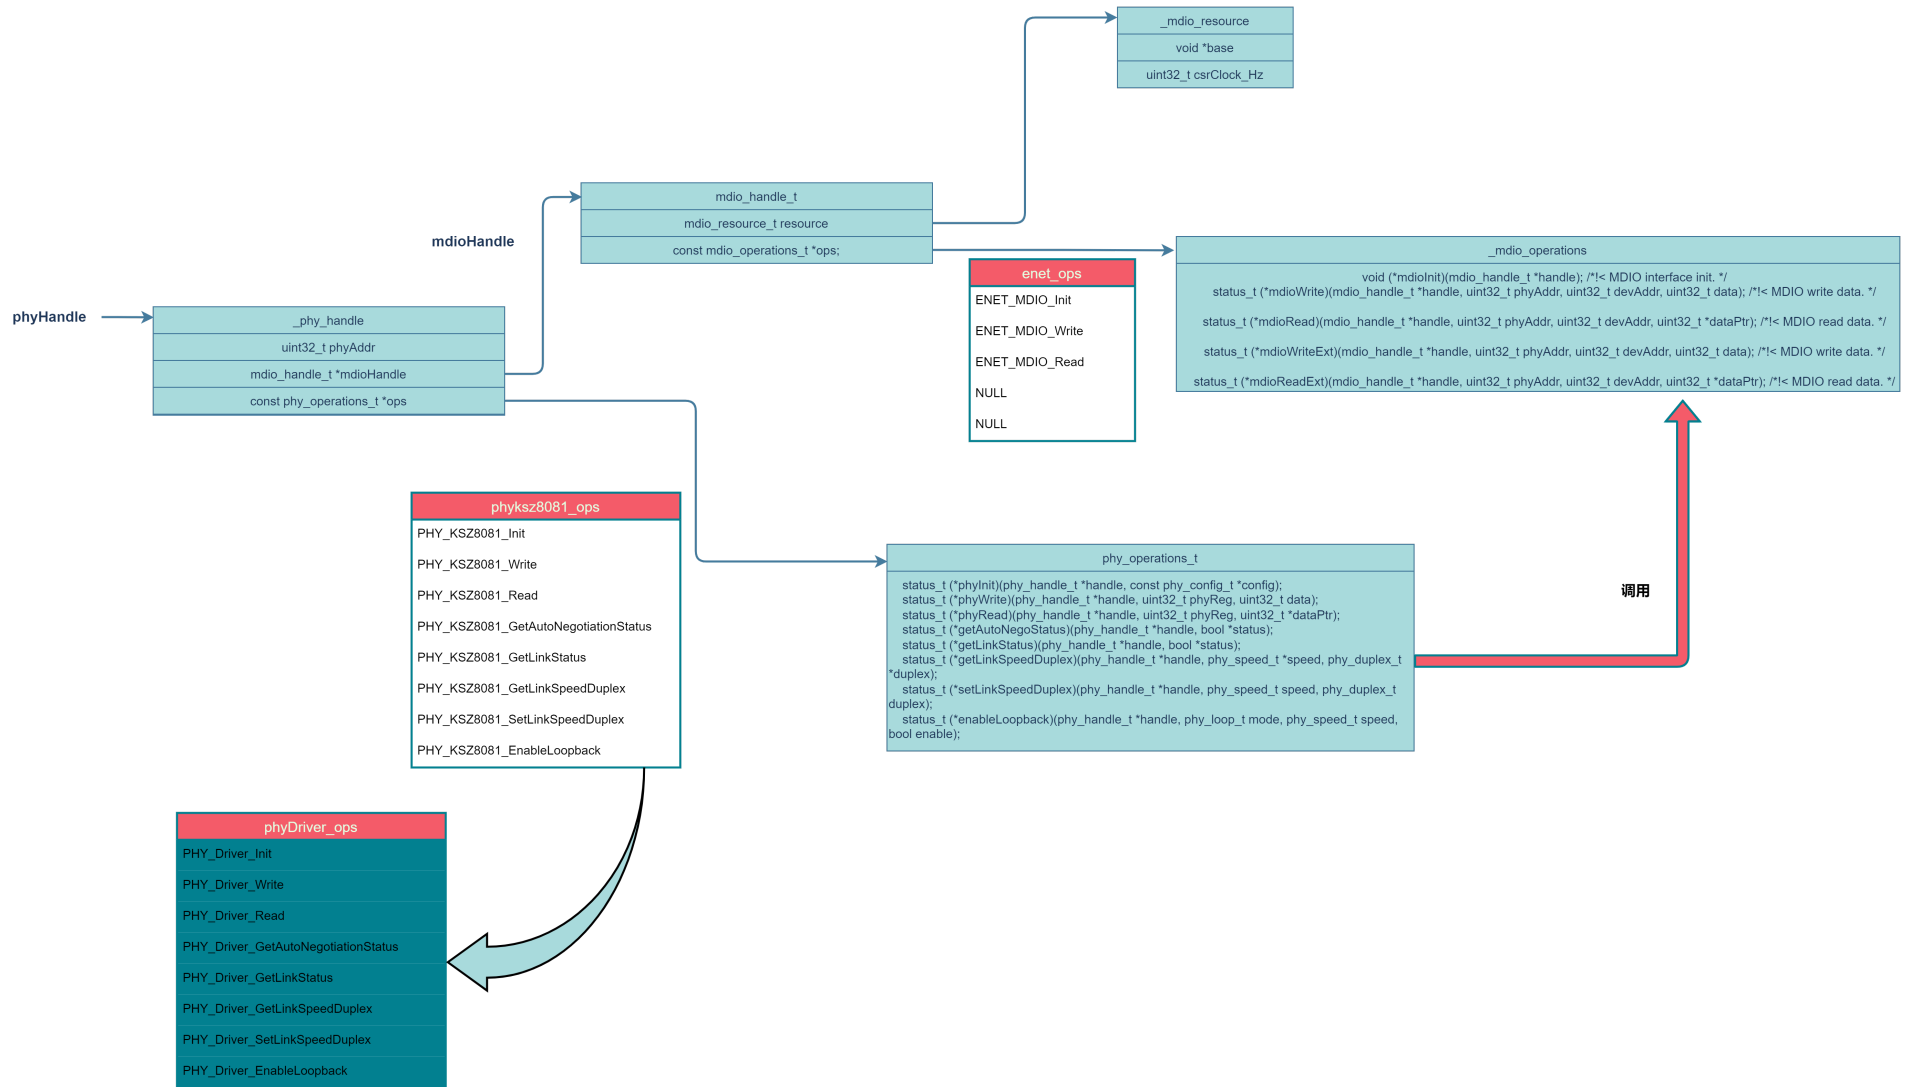 _mdio_resource
void *base
uint32_t csrClock_Hz
mdio_handle_t
mdio_resource_t resource
const mdio_operations_t *ops;
mdioHandle
_mdio_operations
void (*mdioInit)(mdio_handle_t *handle); /*!< MDIO interface init. */
status_t (*mdioWrite)(mdio_handle_t *handle, uint32_t phyAddr, uint32_t devAddr, uint32_t data); /*!< MDIO write data. */
status_t (*mdioRead)(mdio_handle_t *handle, uint32_t phyAddr, uint32_t devAddr, uint32_t *dataPtr); /*!< MDIO read data. */
status_t (*mdioWriteExt)(mdio_handle_t *handle, uint32_t phyAddr, uint32_t devAddr, uint32_t data); /*!< MDIO write data. */
status_t (*mdioReadExt)(mdio_handle_t *handle, uint32_t phyAddr, uint32_t devAddr, uint32_t *dataPtr); /*!< MDIO read data. */
enet_ops
ENET_MDIO_Init
ENET_MDIO_Write
ENET_MDIO_Read
NULL
NULL
phyHandle
_phy_handle
uint32_t phyAddr
mdio_handle_t *mdioHandle
const phy_operations_t *ops
phyksz8081_ops
PHY_KSZ8081_Init
PHY_KSZ8081_Write
PHY_KSZ8081_Read
PHY_KSZ8081_GetAutoNegotiationStatus
PHY_KSZ8081_GetLinkStatus
PHY_KSZ8081_GetLinkSpeedDuplex
PHY_KSZ8081_SetLinkSpeedDuplex
PHY_KSZ8081_EnableLoopback
phy_operations_t
status_t (*phyInit)(phy_handle_t *handle, const phy_config_t *config);
status_t (*phyWrite)(phy_handle_t *handle, uint32_t phyReg, uint32_t data);
status_t (*phyRead)(phy_handle_t *handle, uint32_t phyReg, uint32_t *dataPtr);
status_t (*getAutoNegoStatus)(phy_handle_t *handle, bool *status);
status_t (*getLinkStatus)(phy_handle_t *handle, bool *status);
status_t (*getLinkSpeedDuplex)(phy_handle_t *handle, phy_speed_t *speed, phy_duplex_t
*duplex);
status_t (*setLinkSpeedDuplex)(phy_handle_t *handle, phy_speed_t speed, phy_duplex_t
duplex);
status_t (*enableLoopback)(phy_handle_t *handle, phy_loop_t mode, phy_speed_t speed,
bool enable);
调用
phyDriver_ops
PHY_Driver_Init
PHY_Driver_Write
PHY_Driver_Read
PHY_Driver_GetAutoNegotiationStatus
PHY_Driver_GetLinkStatus
PHY_Driver_GetLinkSpeedDuplex
PHY_Driver_SetLinkSpeedDuplex
PHY_Driver_EnableLoopback